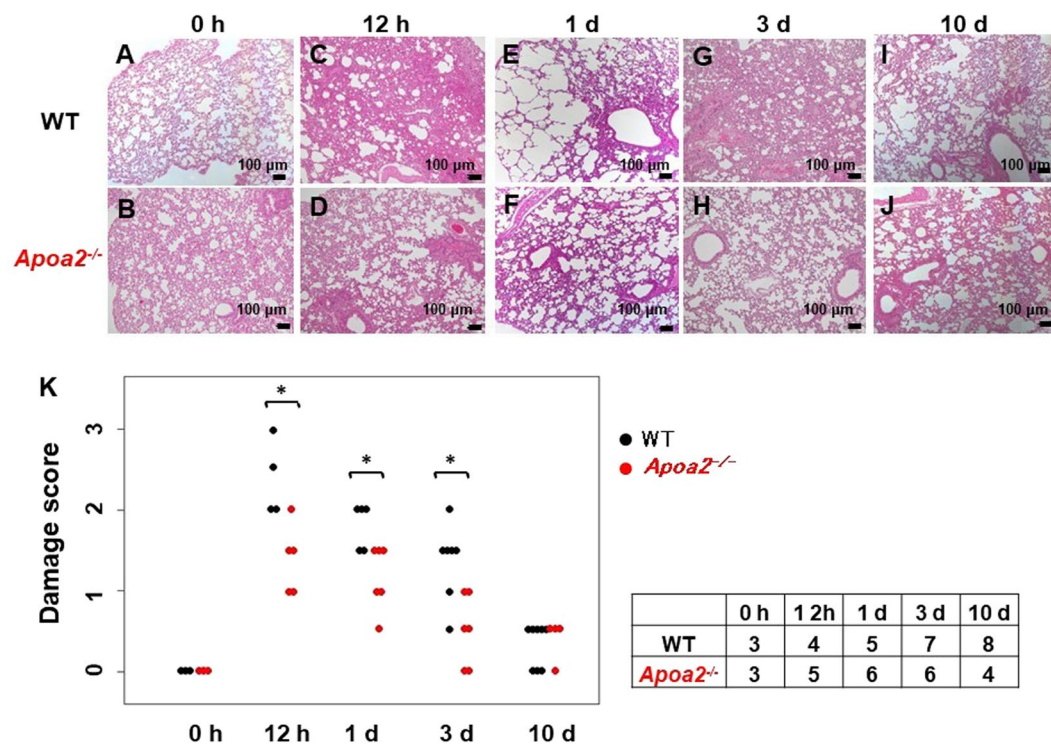 0 h 12 h 1 d 3 d 10 d
WT
A
100 µm
C
100 µm
E
100 µm
G
100 µm
I
100 µm
Apoa2-/-
B
100 µm
D
100 µm
F
100 µm
H
100 µm
J
100 µm
K
Damage score
3
2
1
0
* * *
0 h 12 h 1 d 3 d 10 d
WT
Apoa2-/-
0 h 12h 1 d 3 d 10 d
WT 3 4 5 7 8
Apoa2-/- 3 5 6 6 4